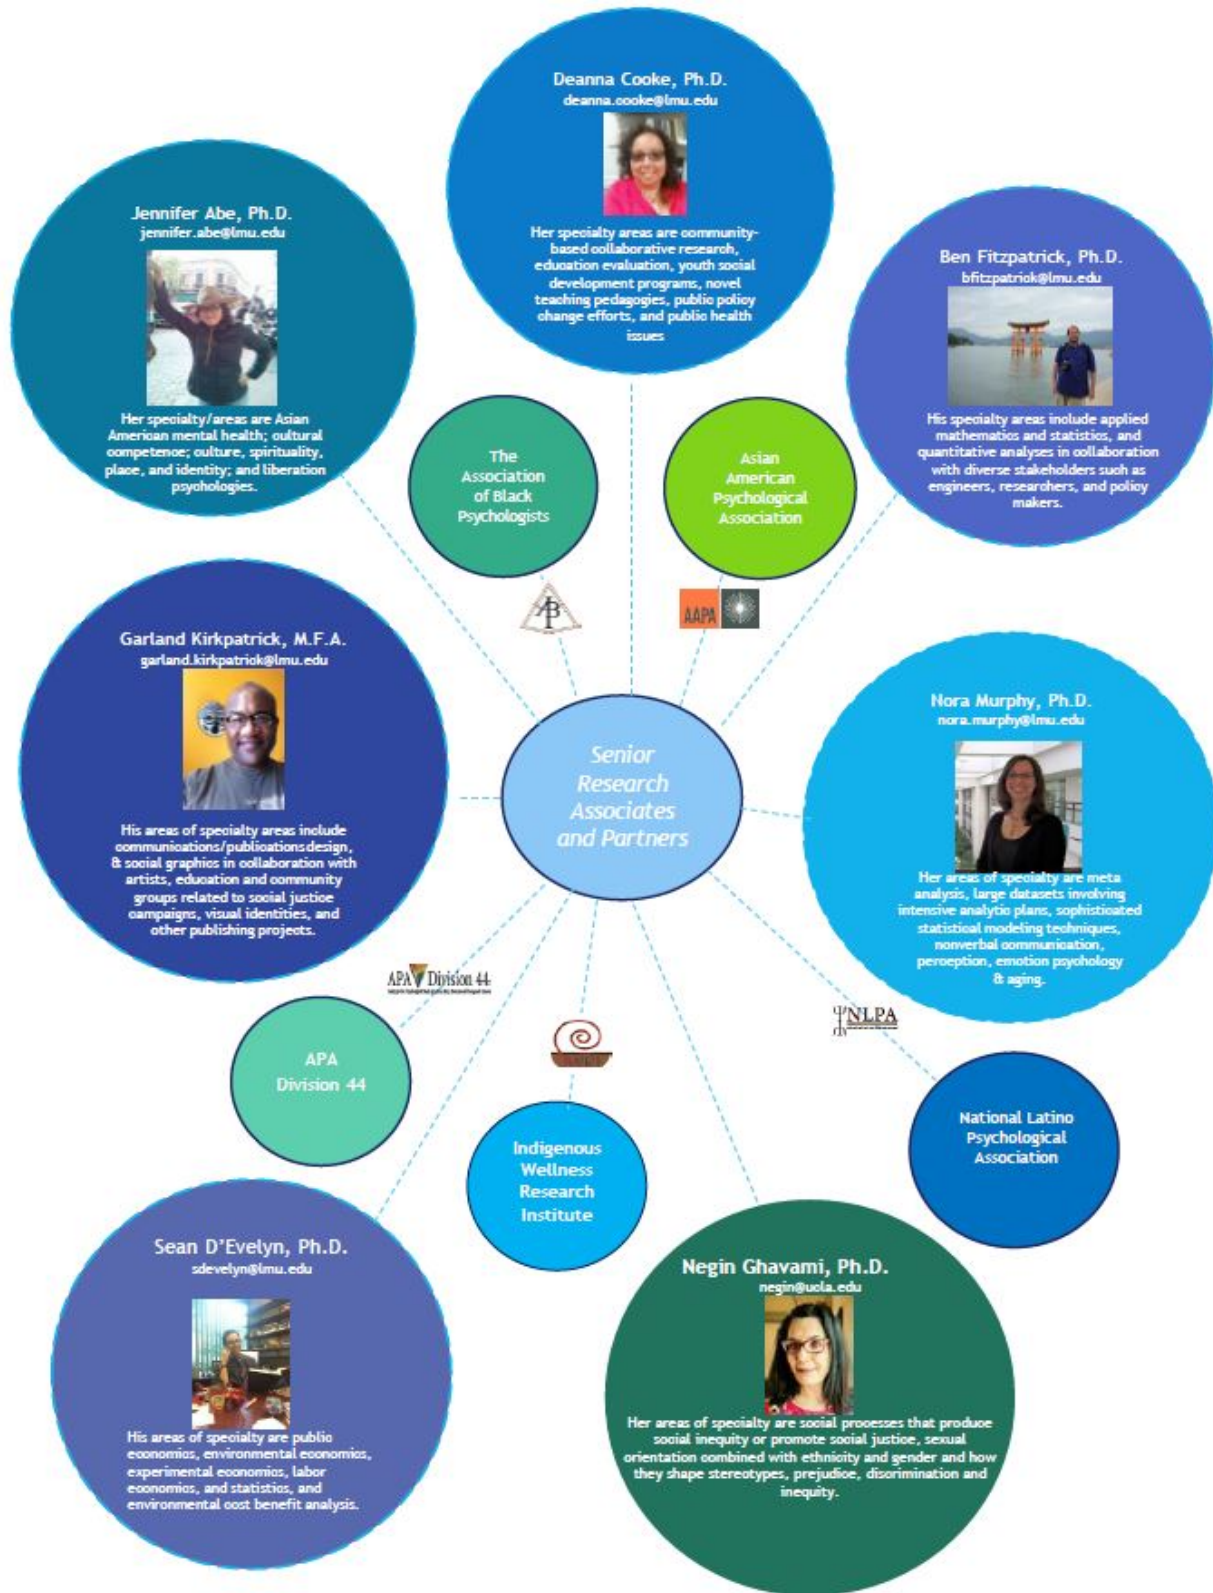 Deanna Cooke, Ph.D.
deanna.cooke@lmu.edu
Her specialty areas are community-
based collaborative research,
education evaluation, youth social
development programs, novel
teaching pedagogies, public policy
change efforts, and public health
issues
Jennifer Abe, Ph.D.
jennifer.abe@lmu.edu
Her specialty/areas are Asian
American mental health; cultural
competence; culture, spirituality,
place, and identity; and liberation
psychologies.
Ben Fitzpatrick, Ph.D.
bfitzpatrick@lmu.edu
His specialty areas include applied
mathematics and statistics, and
quantitative analyses in collaboration
with diverse stakeholders such as
engineers, researchers, and policy
makers.
The
Association
of Black
Psychologists
Asian
American
Psychological
Association
AAPA
Garland Kirkpatrick, M.F.A.
garland.kirkpatrick@lmu.edu
His areas of specialty areas include
communications/publications design,
& social graphics in collaboration with
artists, education and community
groups related to social justice
campaigns, visual identities, and
other publishing projects.
Senior
Research
Associates
and Partners
Nora Murphy, Ph.D.
nora.murphy@lmu.edu
Her areas of specialty are meta
analysis, large datasets involving
intensive analytic plans, sophisticated
statistical modeling techniques,
nonverbal communication,
perception, emotion psychology
& aging.
APA Division 44
APA
Division 44
NLPA
National Latino
Psychological
Association
Indigenous
Wellness
Research
Institute
Sean D'Evelyn, Ph.D.
sdevelyn@lmu.edu
His areas of specialty are public
economics, environmental economics,
experimental economics, labor
economics, and statistics, and
environmental cost benefit analysis.
Negin Ghavami, Ph.D.
negin@ucla.edu
Her areas of specialty are social processes that produce
social inequity or promote social justice, sexual
orientation combined with ethnicity and gender and how
they shape stereotypes, prejudice, discrimination and
inequity.